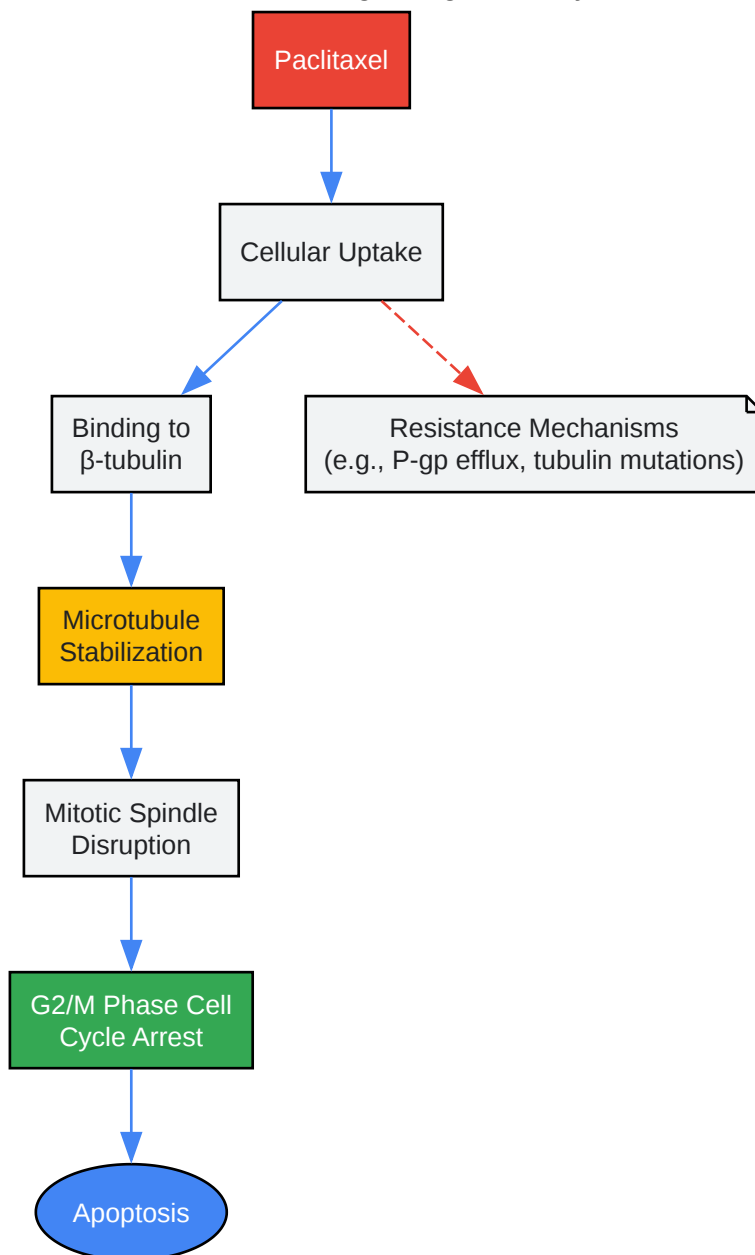 Paclitaxel
Cellular Uptake
Binding to
β-tubulin
Resistance Mechanisms
(e.g., P-gp efflux, tubulin mutations)
Microtubule
Stabilization
Mitotic Spindle
Disruption
G2/M Phase Cell
Cycle Arrest
Apoptosis